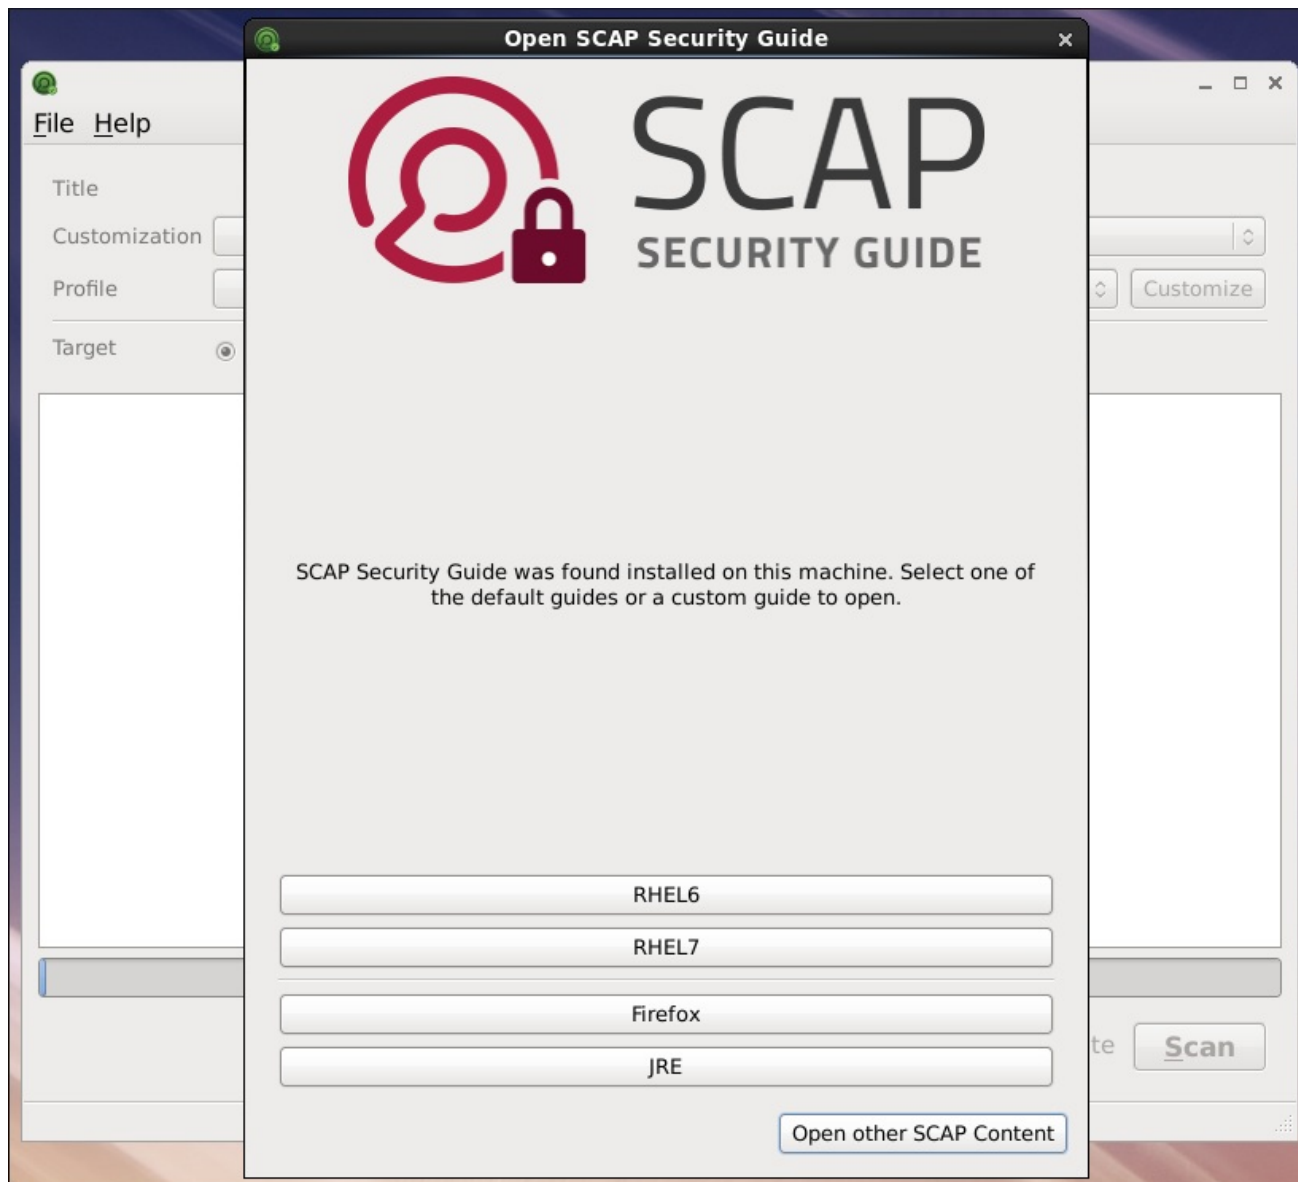 Open SCAP Security Guide
File Help
Title
Customization
Profile
Customize
Target
SCAP
SECURITY GUIDE
SCAP Security Guide was found installed on this machine. Select one of
the default guides or a custom guide to open.
RHEL6
RHEL7
Firefox
JRE
te
Scan
Open other SCAP Content